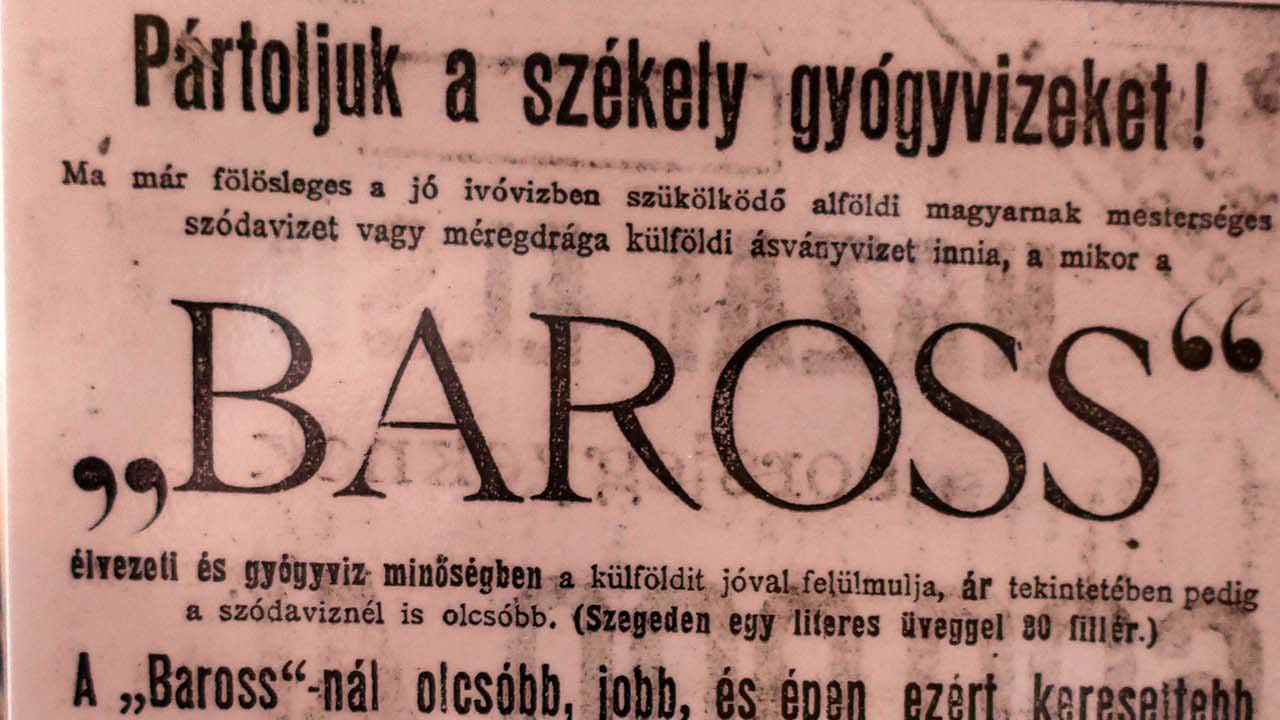 Pártoljuk a székely gyógyvizeket!
Ma már fölösleges a jó ivóvizben szükölködő alföldi magyarnak mesterséges
szódavizet vagy méregdrága külföldi ásványvizet innia, a mikor a
„BAROSS“
élvezeti és gyógyviz minőségben a külföldit jóval felülmulja, ár tekintetében pedig
a szódaviznél is olcsóbb. (Szegeden egy literes üveggel 30 fillér.)
A „Baross“-nál olcsóbb, jobb, és épen ezért keresettebb